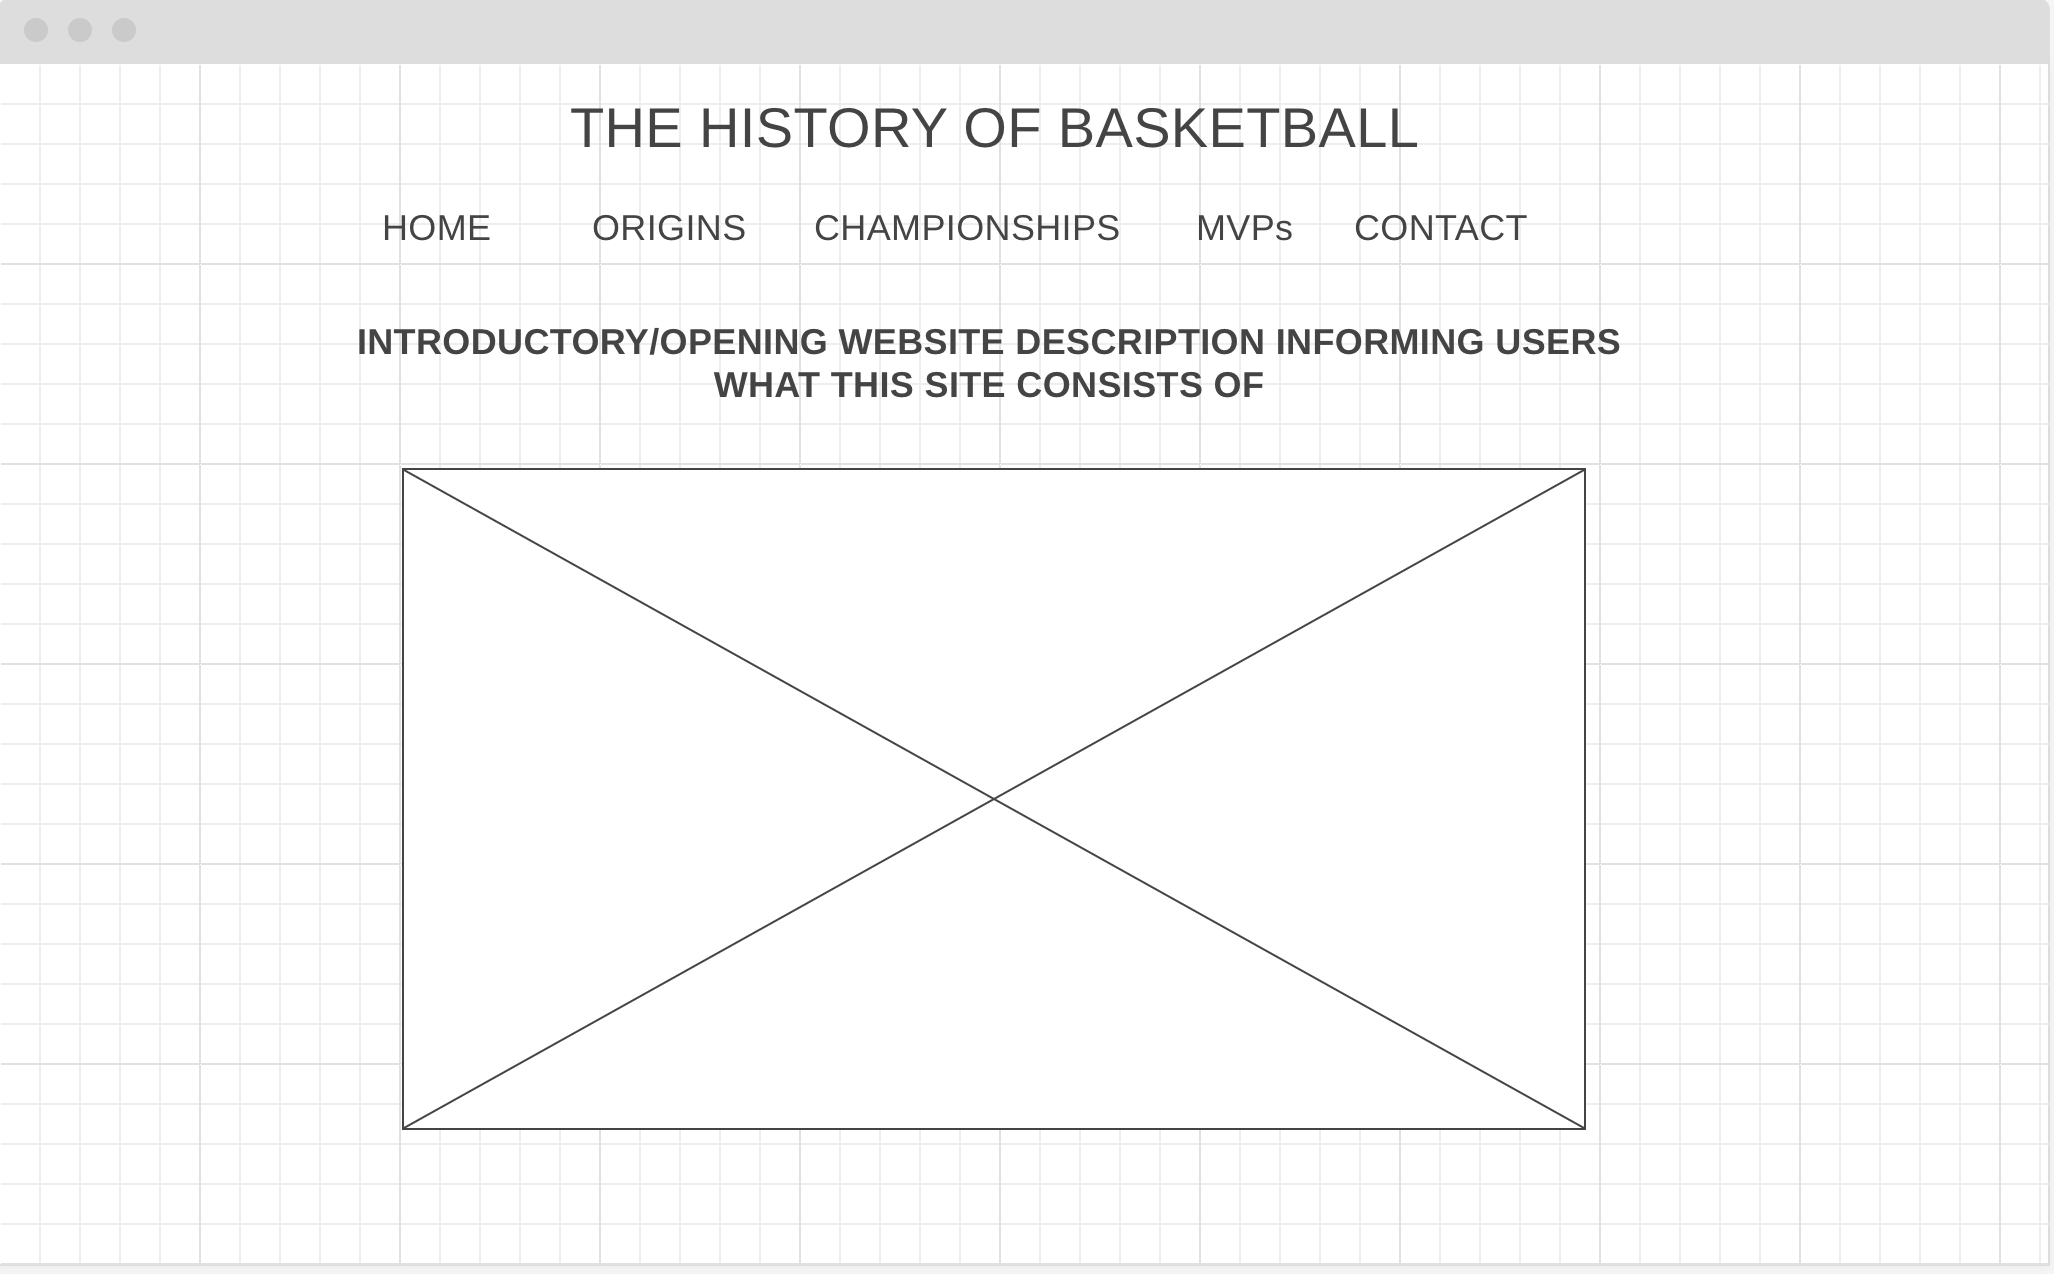 THE HISTORY OF BASKETBALL
HOME ORIGINS CHAMPIONSHIPS MVPs CONTACT
INTRODUCTORY/OPENING WEBSITE DESCRIPTION INFORMING USERS
WHAT THIS SITE CONSISTS OF